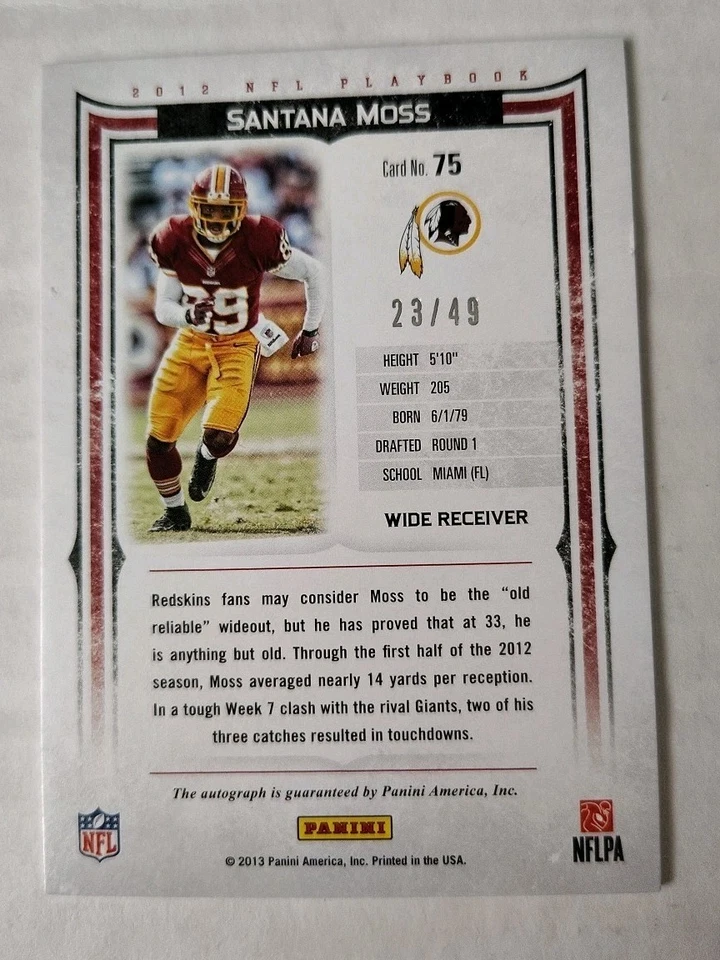 2012 NFL PLAYBOOK
SANTANA MOSS
Card No. 75
23/49
89
HEIGHT 5'10"
WEIGHT 205
BORN 6/1/79
DRAFTED ROUND 1
SCHOOL MIAMI (FL)
WIDE RECEIVER
Redskins fans may consider Moss to be the “old
reliable” wideout, but he has proved that at 33, he
is anything but old. Through the first half of the 2012
season, Moss averaged nearly 14 yards per reception.
In a tough Week 7 clash with the rival Giants, two of his
three catches resulted in touchdowns.
The autograph is guaranteed by Panini America, Inc.
NFL
PANINI
NFLPA
© 2013 Panini America, Inc. Printed in the USA.